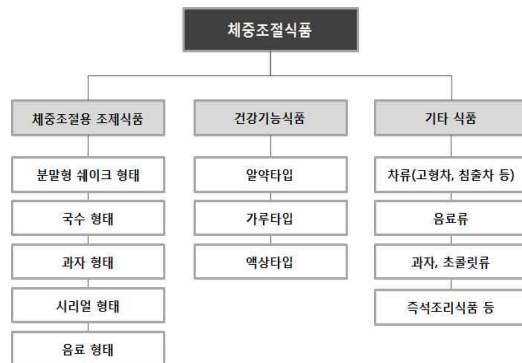 체중조절식품
체중조절용 조제식품
분말형 쉐이크 형태
국수 형태
과자 형태
시리얼 형태
음료 형태
건강기능식품
알약타입
가루타입
액상타입
기타 식품
차류(고형차, 침출차 등)
음료류
과자, 초콜릿류
즉석조리식품 등